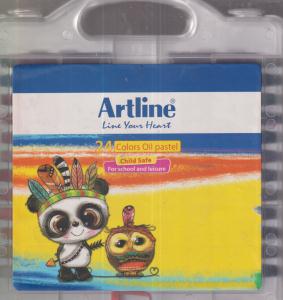 Artline®
Line Your Heart
24 Colors Oil pastel
Child Safe
For school and leisure